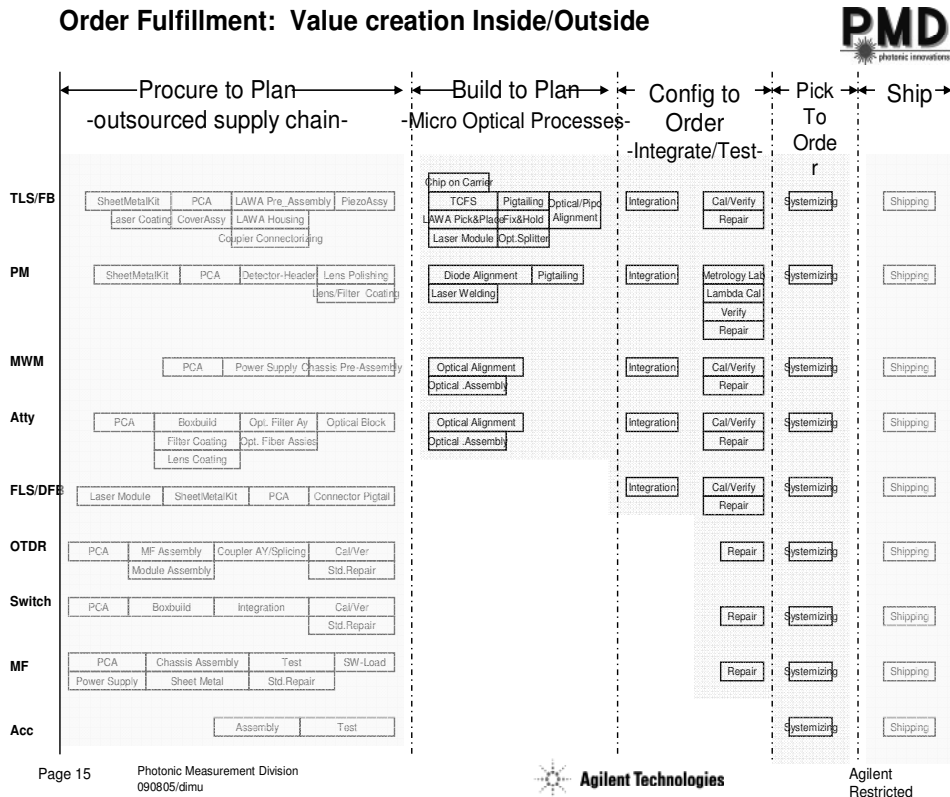 Order Fulfillment: Value creation Inside/Outside
PMD
photonic innovations
Procure to Plan
-outsourced supply chain-
Build to Plan
-Micro Optical Processes-
Config to
Order
-Integrate/Test-
Pick
To
Orde
r
Ship
TLS/FB
SheetMetalKit PCA LAWA Pre_Assembly PiezoAssy
Laser Coating CoverAssy LAWA Housing
Coupler Connectorizing
Chip on Carrier
TCFS Pigtailing Optical/Pipo
Alignment
LAWA Pick&Place Fix&Hold
Laser Module Opt.Splitter
Integration Cal/Verify Systemizing Shipping
Repair
PM
SheetMetalKit PCA Detector-Header Lens Polishing
Lens/Filter Coating
Diode Alignment Pigtailing
Laser Welding
Integration Metrology Lab Systemizing Shipping
Lambda Cal
Verify
Repair
MWM
PCA Power Supply Chassis Pre-Assembly
Optical Alignment
Optical .Assembly
Integration Cal/Verify Systemizing Shipping
Repair
Atty
PCA Boxbuild Opt. Filter Ay Optical Block
Filter Coating Opt. Fiber Assies
Lens Coating
Optical Alignment
Optical .Assembly
Integration Cal/Verify Systemizing Shipping
Repair
FLS/DFB
Laser Module SheetMetalKit PCA Connector Pigtail
Integration Cal/Verify Systemizing Shipping
Repair
OTDR
PCA MF Assembly Coupler AY/Splicing Cal/Ver
Module Assembly Std.Repair
Repair Systemizing Shipping
Switch
PCA Boxbuild Integration Cal/Ver
Std.Repair
Repair Systemizing Shipping
MF
PCA Chassis Assembly Test SW-Load
Power Supply Sheet Metal Std.Repair
Repair Systemizing Shipping
Acc
Assembly Test
Systemizing Shipping
Page 15
Photonic Measurement Division
090805/dimu
Agilent Technologies
Agilent
Restricted